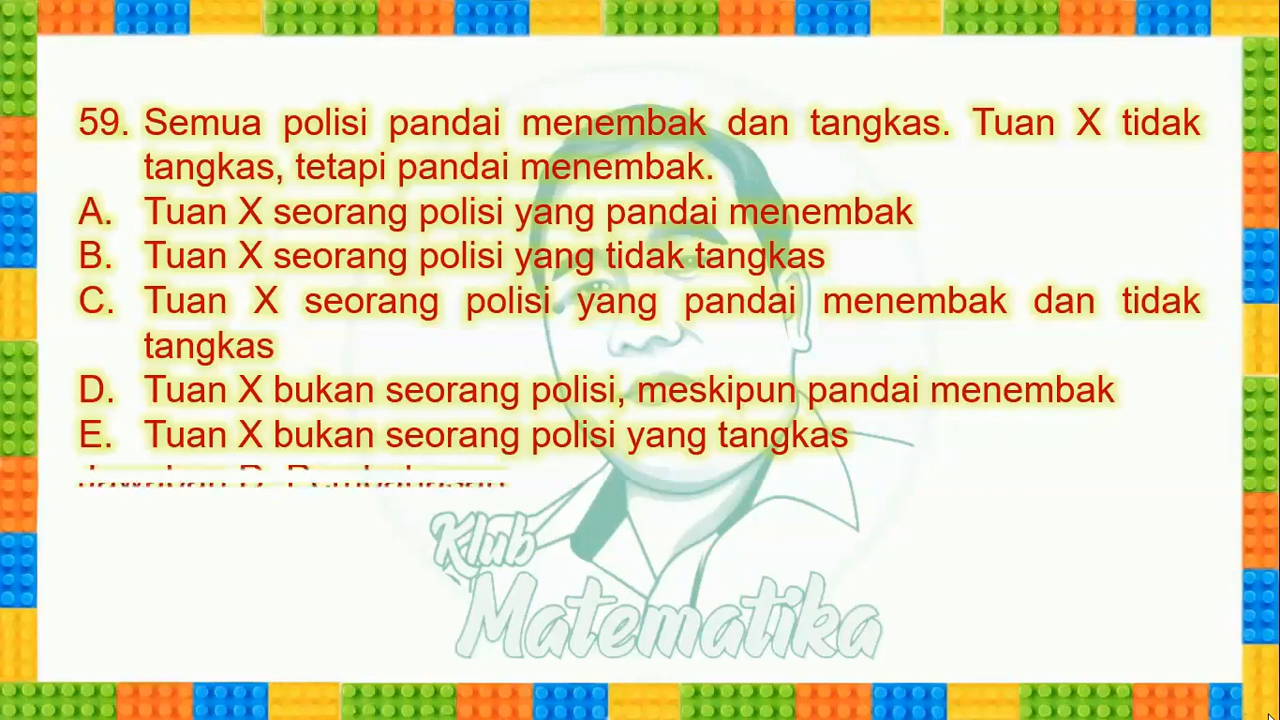 59. Semua polisi pandai menembak dan tangkas. Tuan X tidak
tangkas, tetapi pandai menembak.
A. Tuan X seorang polisi yang pandai menembak
B. Tuan X seorang polisi yang tidak tangkas
C. Tuan X seorang polisi yang pandai menembak dan tidak
tangkas
D. Tuan X bukan seorang polisi, meskipun pandai menembak
E. Tuan X bukan seorang polisi yang tangkas
Klub
Matematika